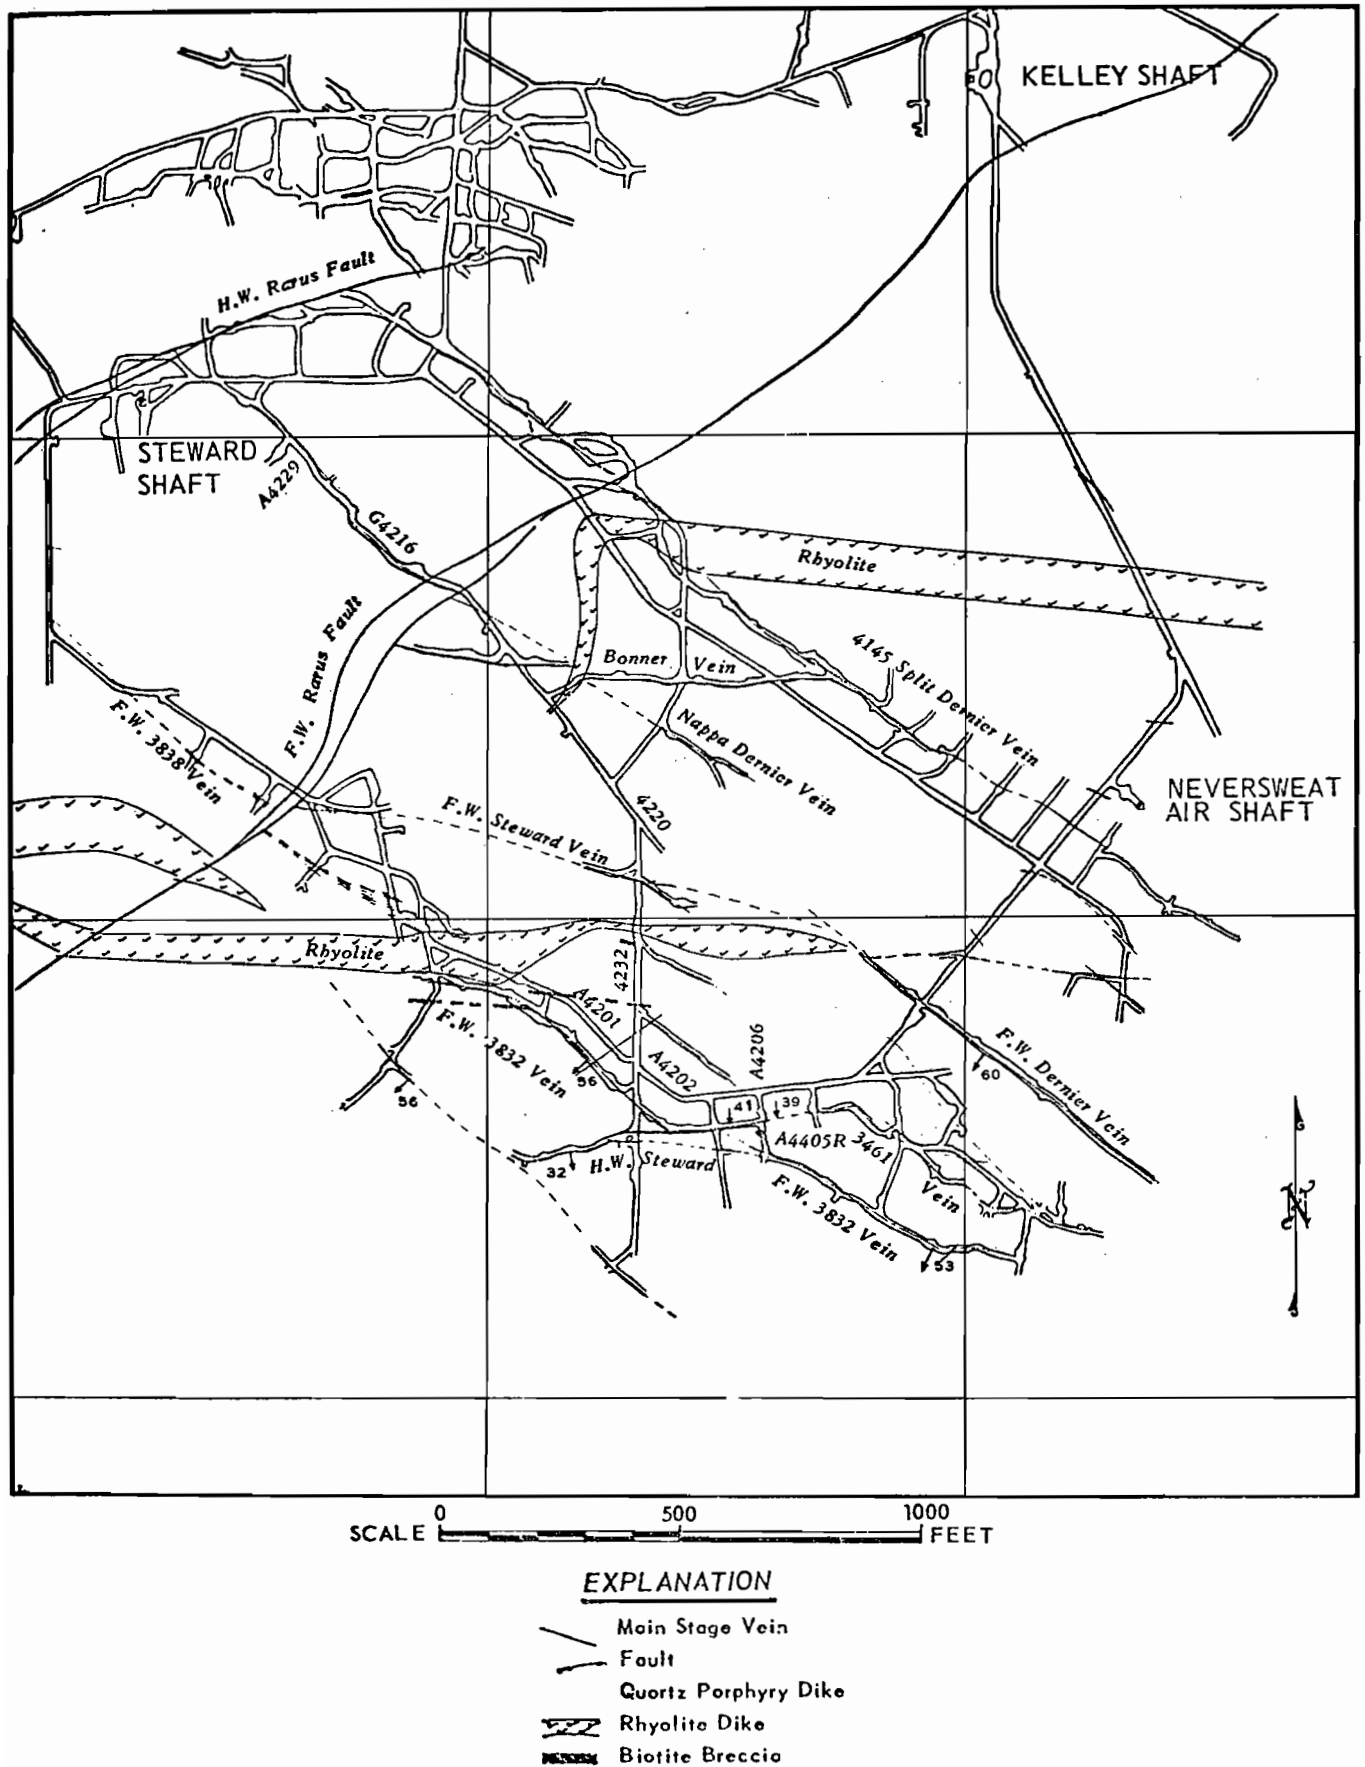 KELLEY SHAFT
H.W. Rarus Fault
STEWARD
SHAFT
A4229
G4216
Rhyolite
F.W. Rarus Fault
Bonner Vein
4145 Split Dernier Vein
F.W. 3838 Vein
Nappa Dernier Vein
NEVERSWEAT
AIR SHAFT
F.W. Steward Vein
4220
Rhyolite
4232
A4201
F.W. 3832 Vein
A4202
A4206
F.W. Dernier Vein
56
56
60
41
39
A4405R
3461
Vein
32
H.W. Steward
F.W. 3832 Vein
53
N
0 500 1000
SCALE FEET
EXPLANATION
Main Stage Vein
Fault
Quartz Porphyry Dike
Rhyolite Dike
Biotite Breccia